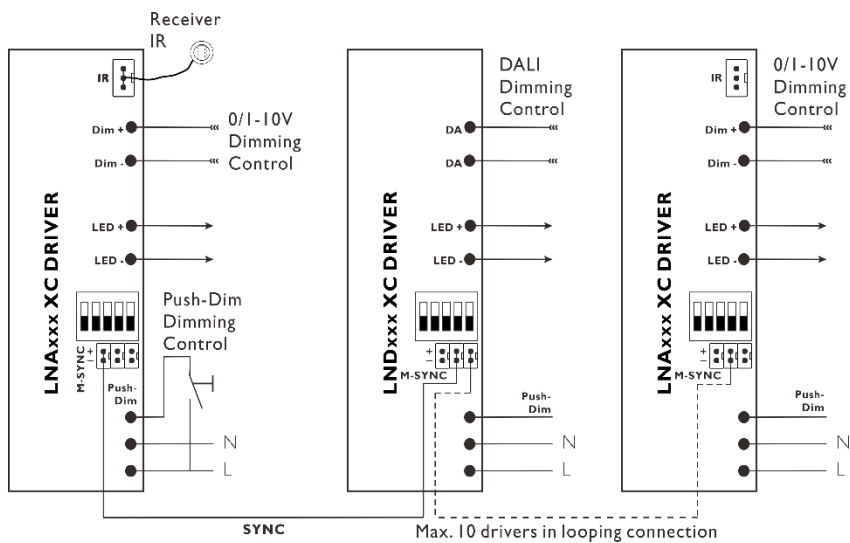 Receiver
IR
IR
0/1-10V
Dimming
Control
Dim +
Dim -
LNAxxx XC DRIVER
LED +
LED -
Push-Dim
Dimming
Control
+
-
M-SYNC
Push-
Dim
N
L
SYNC
DALI
Dimming
Control
DA
DA
LNDxxx XC DRIVER
LED +
LED -
+
-
M-SYNC
Push-
Dim
N
L
Max. 10 drivers in looping connection
IR
0/1-10V
Dimming
Control
Dim +
Dim -
LNAxxx XC DRIVER
LED +
LED -
+
-
M-SYNC
Push-
Dim
N
L